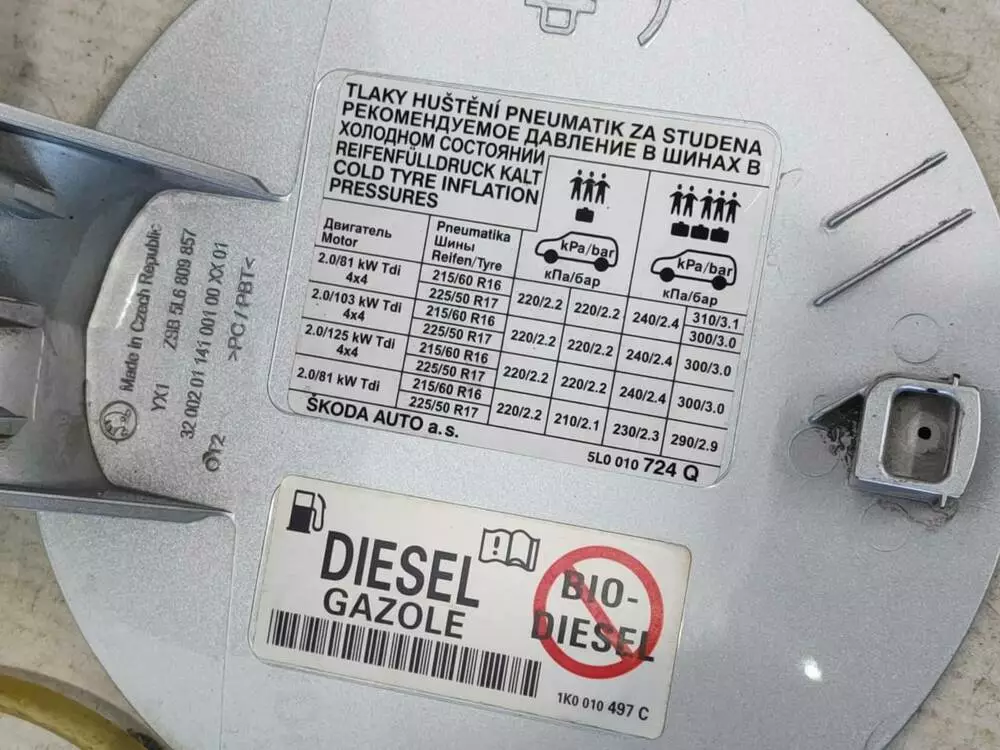 TLAKY HUŠTĚNÍ PNEUMATIK ZA STUDENA
РЕКОМЕНДУЕМОЕ ДАВЛЕНИЕ В ШИНАХ В
ХОЛОДНОМ СОСТОЯНИИ
REIFENFÜLLDRUCK KALT
COLD TYRE INFLATION
PRESSURES
Двигатель
Motor
Pneumatika
Шины
Reifen/Tyre
kPa/bar
кПа/бар
kPa/bar
кПа/бар
2.0/81 kW Tdi
4x4
215/60 R16
225/50 R17
220/2.2 220/2.2 240/2.4 310/3.1
300/3.0
2.0/103 kW Tdi
4x4
215/60 R16
225/50 R17
220/2.2 220/2.2 240/2.4 300/3.0
2.0/125 kW Tdi
4x4
215/60 R16
225/50 R17
220/2.2 220/2.2 240/2.4 300/3.0
2.0/81 kW Tdi
215/60 R16
225/50 R17
220/2.2 210/2.1 230/2.3 290/2.9
ŠKODA AUTO a.s.
5L0 010 724 Q
Made in Czech Republic
YX1 ZSB 5L6 809 857
32 002 01 141 001 00 XX 01
>PC / PBT<
DIESEL
GAZOLE
BIO-
DIESEL
1K0 010 497 C